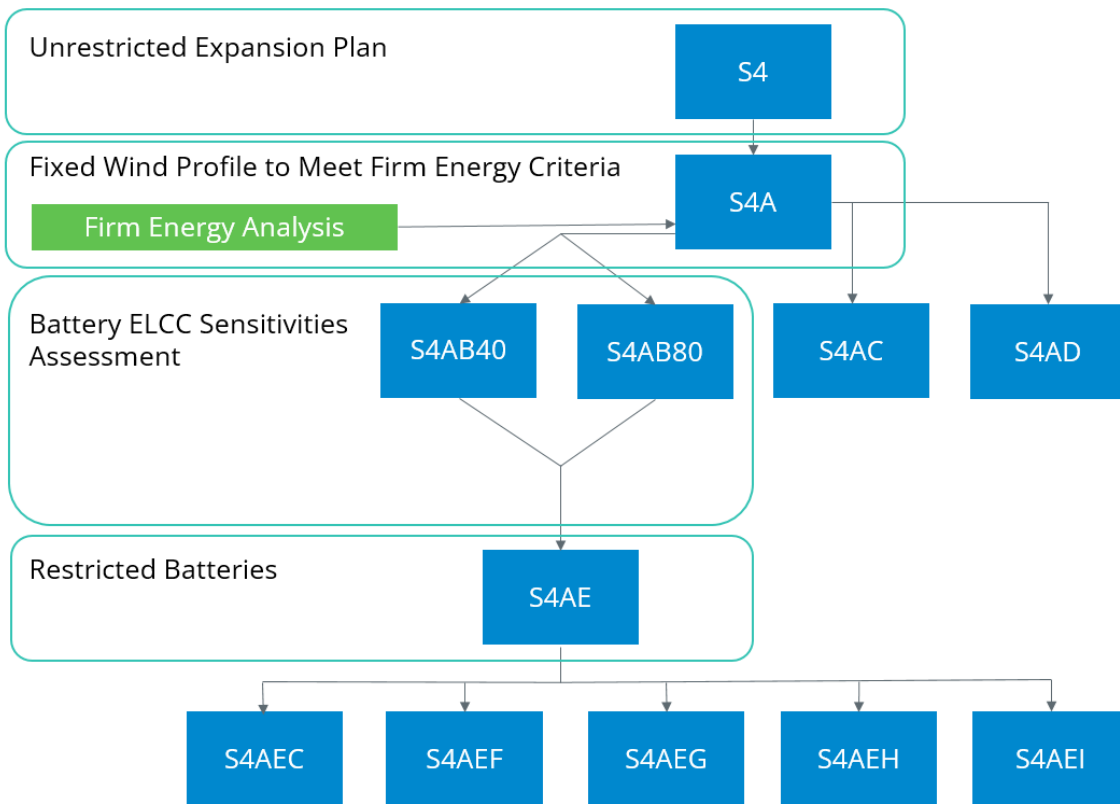 Unrestricted Expansion Plan
S4
Fixed Wind Profile to Meet Firm Energy Criteria
S4A
Firm Energy Analysis
Battery ELCC Sensitivities
Assessment
S4AB40
S4AB80
S4AC
S4AD
Restricted Batteries
S4AE
S4AEC
S4AEF
S4AEG
S4AEH
S4AEI